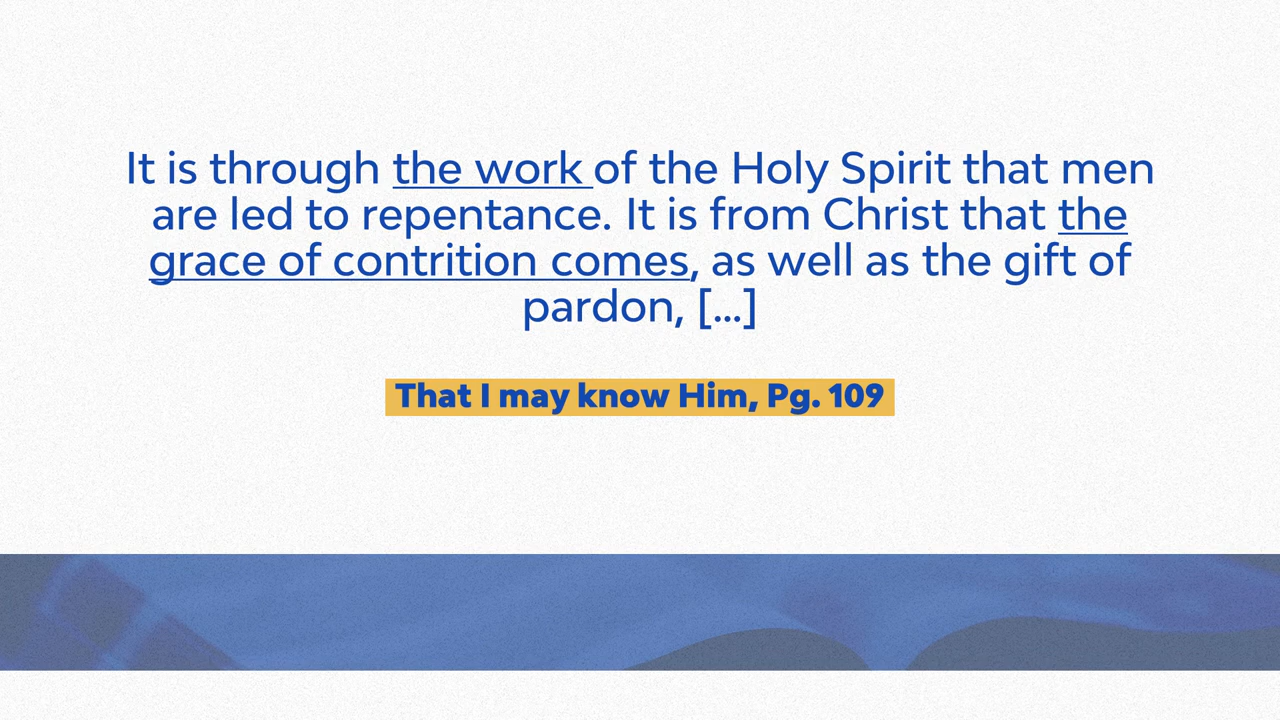 It is through the work of the Holy Spirit that men
are led to repentance. It is from Christ that the
grace of contrition comes, as well as the gift of
pardon, [...]
That I may know Him, Pg. 109